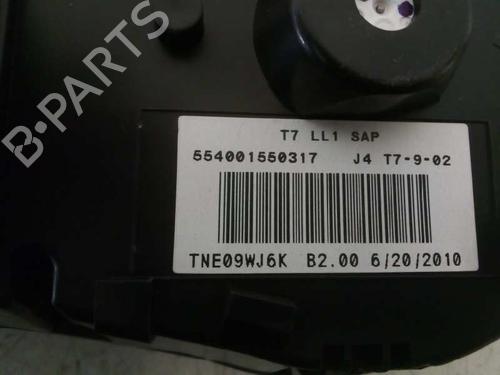 B-PARTS
T7 LL1 SAP
554001550317 J4 T7-9-02
TNE09WJ6K B2.00 6/20/2010